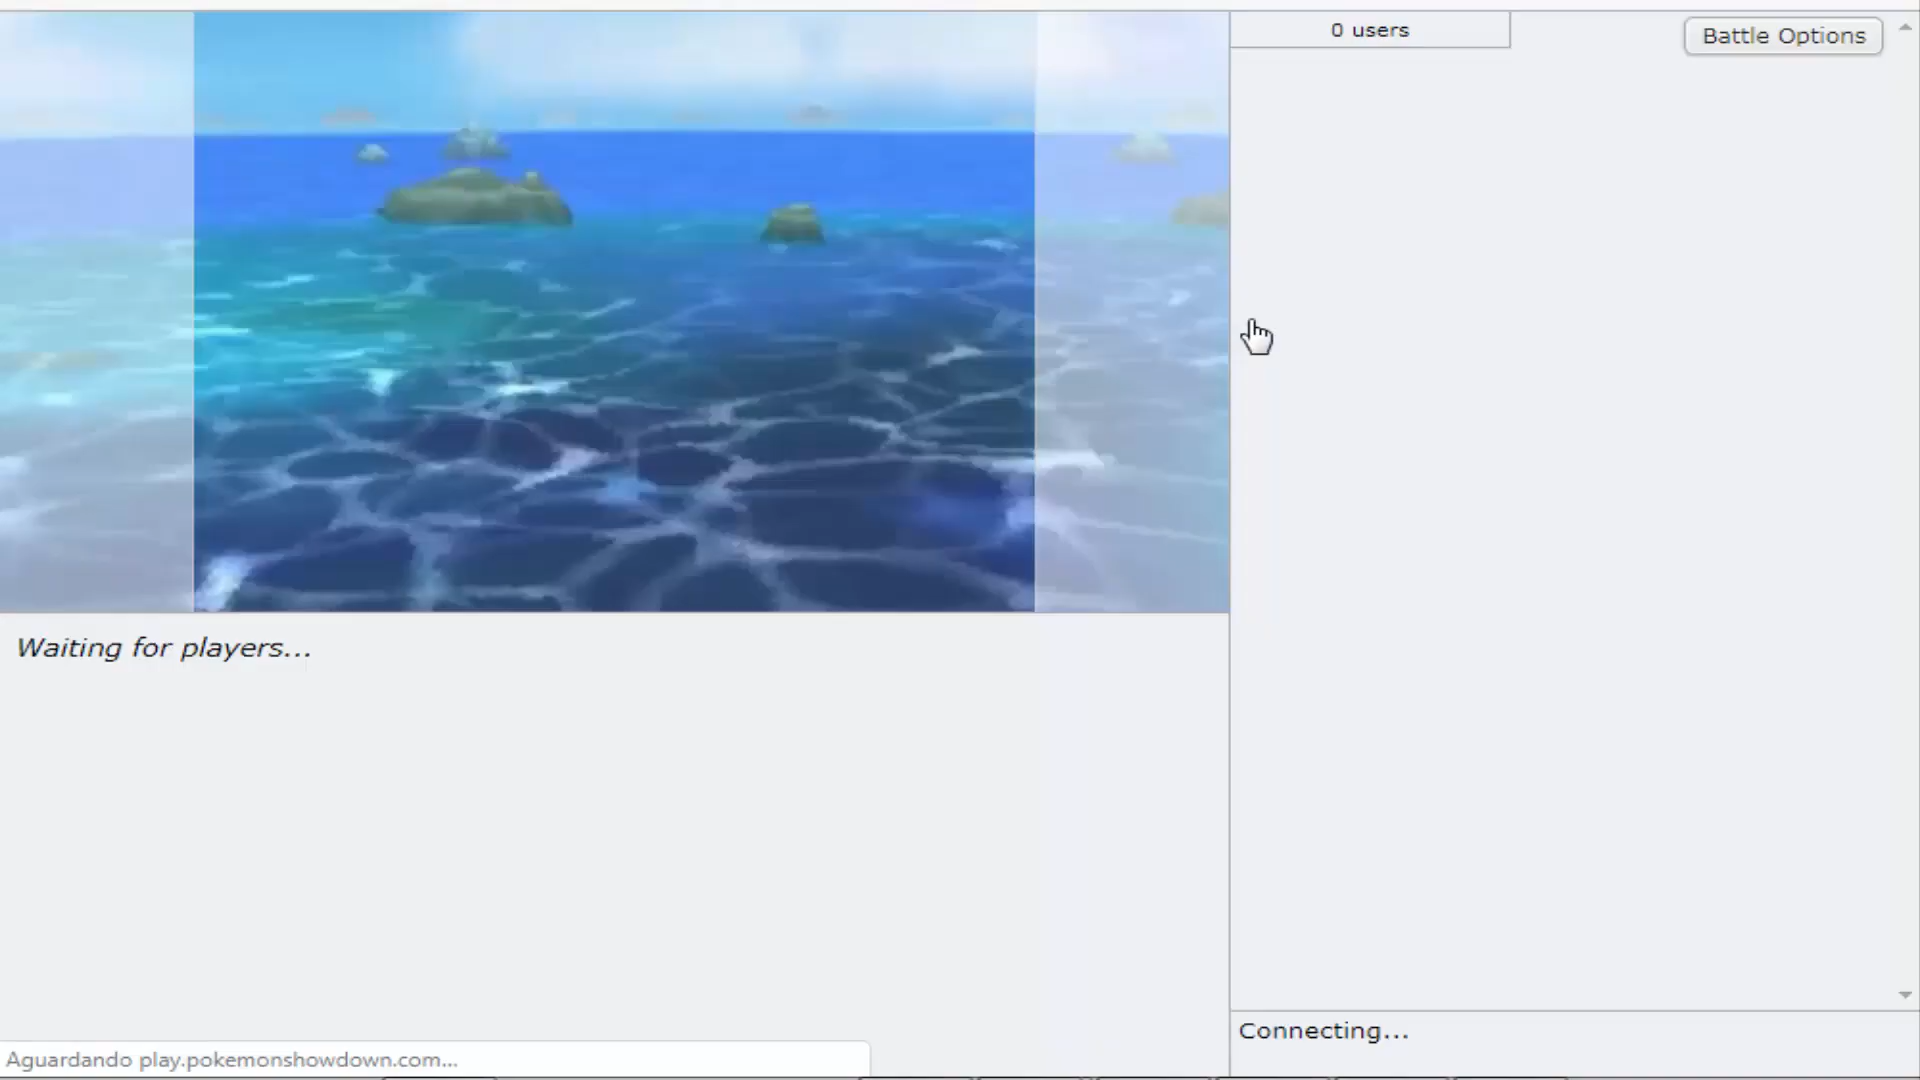 0 users
Battle Options
Waiting for players...
Connecting...
Aguardando play.pokemonshowdown.com...